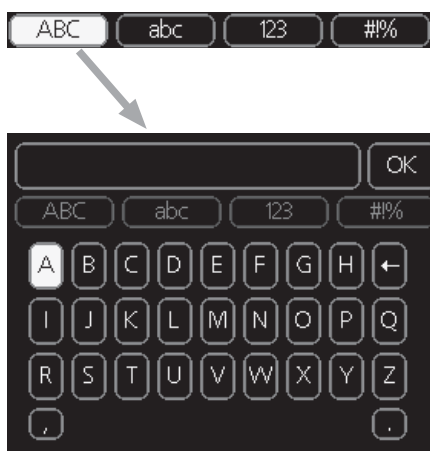 ABC abc 123 #!%
OK
ABC abc 123 #!%
A B C D E F G H ←
I J K L M N O P Q
R S T U V W X Y Z
, .